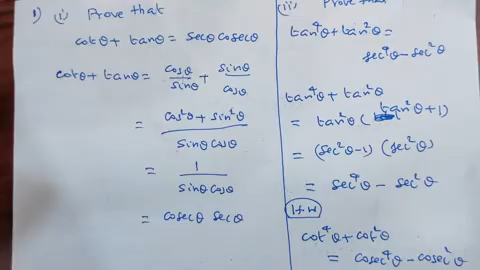 1) (i) Prove that
cotθ + tanθ = secθ cosecθ
cotθ + tanθ = cosθ/sinθ + sinθ/cosθ
= cos²θ + sin²θ / sinθ cosθ
= 1 / sinθ cosθ
= cosecθ secθ
(ii) Prove that
tan⁴θ + tan²θ =
sec⁴θ - sec²θ
tan⁴θ + tan²θ
= tan²θ (tan²θ + 1)
= (sec²θ - 1) (sec²θ)
= sec⁴θ - sec²θ
H.W
cot⁴θ + cot²θ
= cosec⁴θ - cosec²θ